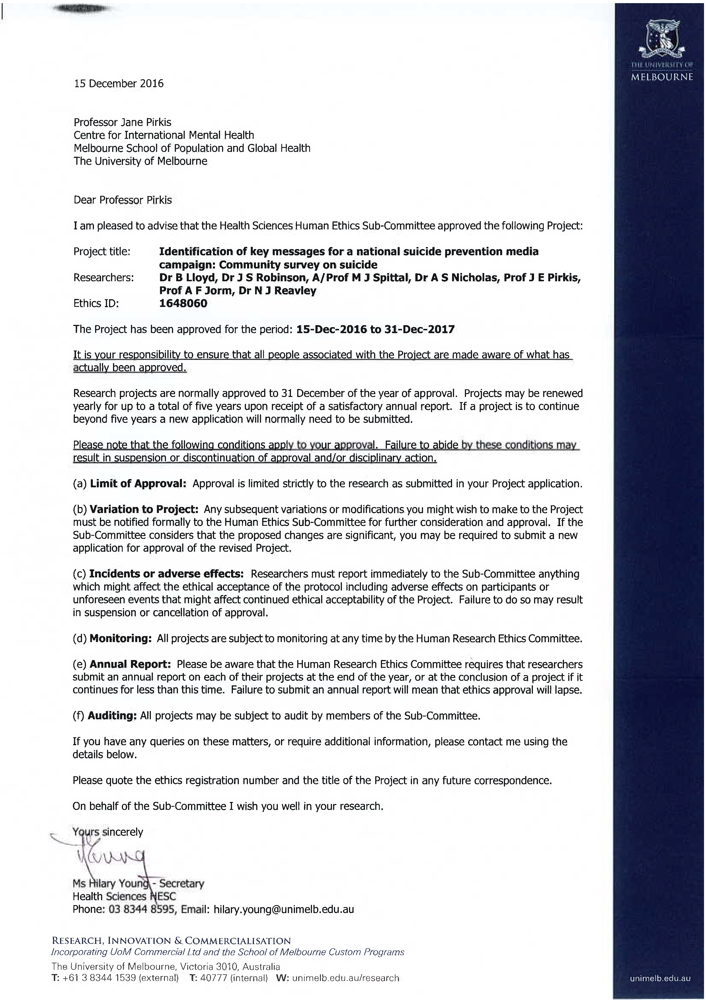 THE UNIVERSITY OF
MELBOURNE
15 December 2016
Professor Jane Pirkis
Centre for International Mental Health
Melbourne School of Population and Global Health
The University of Melbourne
Dear Professor Pirkis
I am pleased to advise that the Health Sciences Human Ethics Sub-Committee approved the following Project:
Project title: Identification of key messages for a national suicide prevention media
campaign: Community survey on suicide
Researchers: Dr B Lloyd, Dr J S Robinson, A/Prof M J Spittal, Dr A S Nicholas, Prof J E Pirkis,
Prof A F Jorm, Dr N J Reavley
Ethics ID: 1648060
The Project has been approved for the period: 15-Dec-2016 to 31-Dec-2017
It is your responsibility to ensure that all people associated with the Project are made aware of what has
actually been approved.
Research projects are normally approved to 31 December of the year of approval. Projects may be renewed
yearly for up to a total of five years upon receipt of a satisfactory annual report. If a project is to continue
beyond five years a new application will normally need to be submitted.
Please note that the following conditions apply to your approval. Failure to abide by these conditions may
result in suspension or discontinuation of approval and/or disciplinary action.
(a) Limit of Approval: Approval is limited strictly to the research as submitted in your Project application.
(b) Variation to Project: Any subsequent variations or modifications you might wish to make to the Project
must be notified formally to the Human Ethics Sub-Committee for further consideration and approval. If the
Sub-Committee considers that the proposed changes are significant, you may be required to submit a new
application for approval of the revised Project.
(c) Incidents or adverse effects: Researchers must report immediately to the Sub-Committee anything
which might affect the ethical acceptance of the protocol including adverse effects on participants or
unforeseen events that might affect continued ethical acceptability of the Project. Failure to do so may result
in suspension or cancellation of approval.
(d) Monitoring: All projects are subject to monitoring at any time by the Human Research Ethics Committee.
(e) Annual Report: Please be aware that the Human Research Ethics Committee requires that researchers
submit an annual report on each of their projects at the end of the year, or at the conclusion of a project if it
continues for less than this time. Failure to submit an annual report will mean that ethics approval will lapse.
(f) Auditing: All projects may be subject to audit by members of the Sub-Committee.
If you have any queries on these matters, or require additional information, please contact me using the
details below.
Please quote the ethics registration number and the title of the Project in any future correspondence.
On behalf of the Sub-Committee I wish you well in your research.
Yours sincerely
Ms Hilary Young - Secretary
Health Sciences HESC
Phone: 03 8344 8595, Email: hilary.young@unimelb.edu.au
RESEARCH, INNOVATION & COMMERCIALISATION
Incorporating UoM Commercial Ltd and the School of Melbourne Custom Programs
The University of Melbourne, Victoria 3010, Australia
T: +61 3 8344 1539 (external) T: 40777 (internal) W: unimelb.edu.au/research
unimelb.edu.au